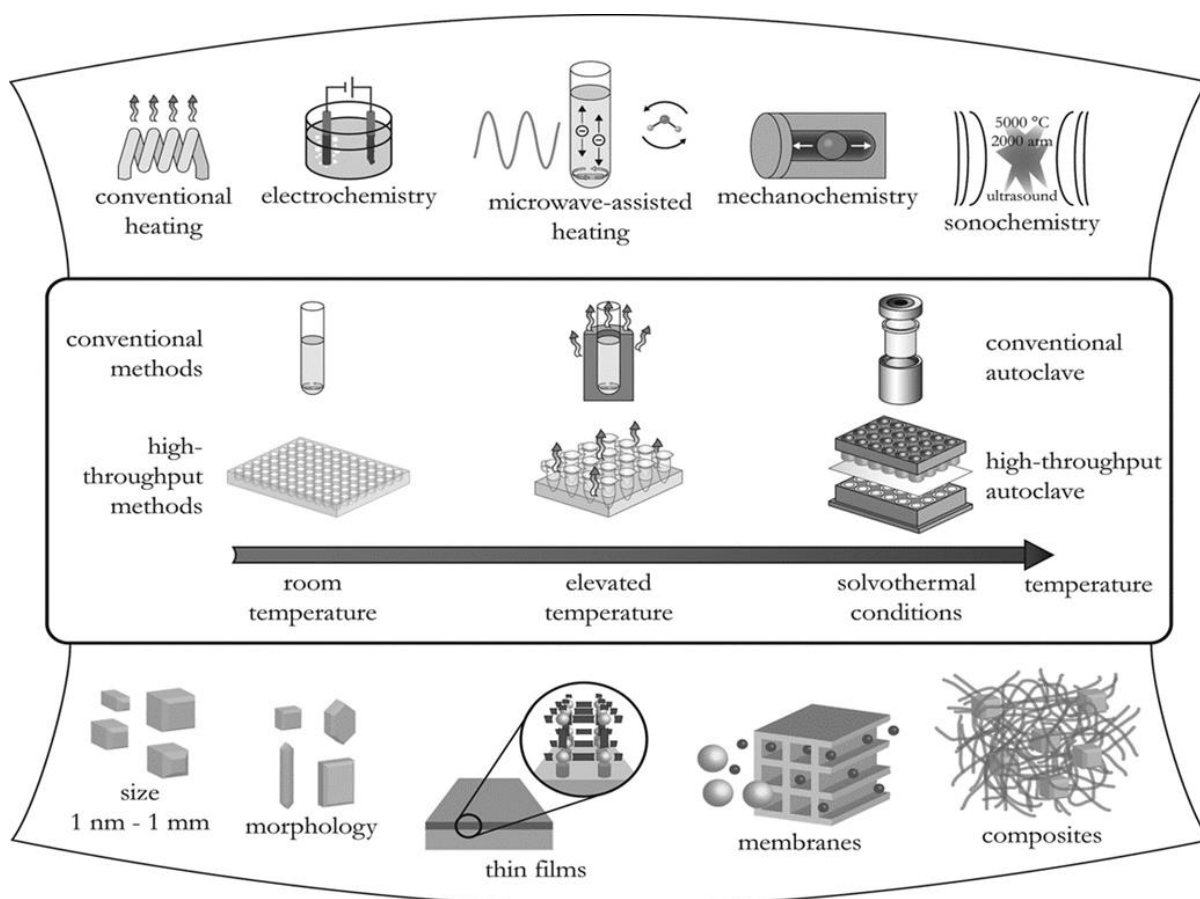 conventional
heating
electrochemistry
microwave-assisted
heating
mechanochemistry
5000 °C
2000 atm
ultrasound
sonochemistry
conventional
methods
conventional
autoclave
high-
throughput
methods
high-throughput
autoclave
room
temperature
elevated
temperature
solvothermal
conditions
temperature
size
1 nm - 1 mm
morphology
thin films
membranes
composites